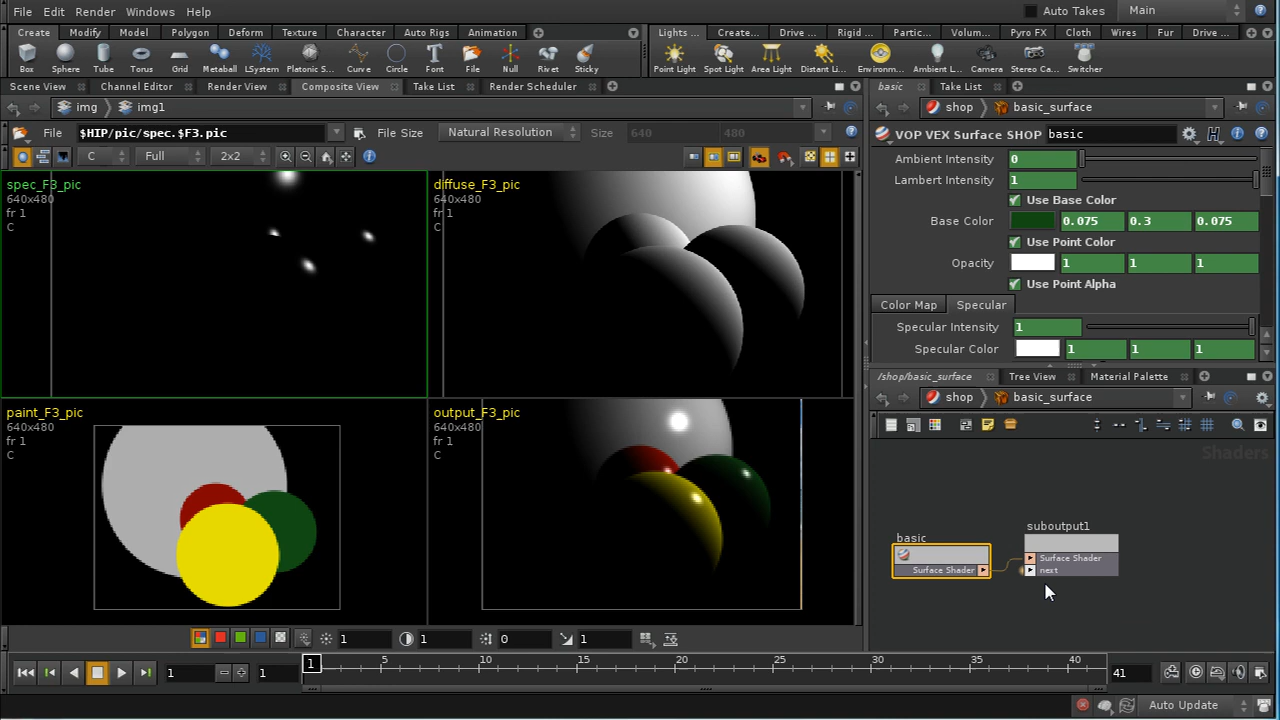 File Edit Render Windows Help Auto Takes Main
Create Modify Model Polygon Deform Texture Character Auto Rigs Animation Lights ... Create... Drive ... Rigid ... Partic... Volum... Pyro FX Cloth Wires Fur Drive ...
Box Sphere Tube Torus Grid Metaball LSystem Platonic S... Curve Circle Font File Null Rivet Sticky Point Light Spot Light Area Light Distant Li... Environm... Ambient L... Camera Stereo Ca... Switcher
Scene View Channel Editor Render View Composite View Take List Render Scheduler basic Take List
img img1 shop basic_surface
File $HIP/pic/spec.$F3.pic File Size Natural Resolution Size 640 480 VOP VEX Surface SHOP basic
C Full 2x2
Ambient Intensity 0
Lambert Intensity 1
Use Base Color
Base Color 0.075 0.3 0.075
Use Point Color
Opacity 1 1 1
Use Point Alpha
Color Map Specular
Specular Intensity 1
Specular Color 1 1 1
spec_F3_pic
640x480
fr 1
C
diffuse_F3_pic
640x480
fr 1
C
paint_F3_pic
640x480
fr 1
C
output_F3_pic
640x480
fr 1
C
/shop/basic_surface Tree View Material Palette
shop basic_surface
Shaders
basic
Surface Shader
suboutput1
Surface Shader
next
1 1 0 1
1 1 1 5 10 15 20 25 30 35 40 41
Auto Update